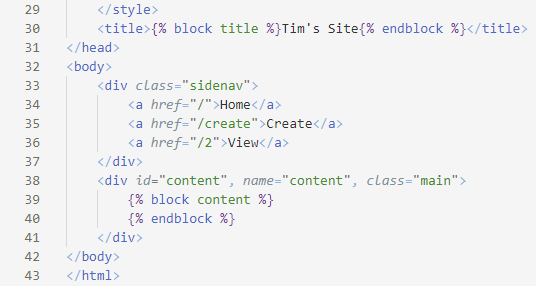 29 </style>
30 <title>{% block title %}Tim's Site{% endblock %}</title>
31 </head>
32 <body>
33 <div class="sidenav">
34 <a href="/">Home</a>
35 <a href="/create">Create</a>
36 <a href="/2">View</a>
37 </div>
38 <div id="content", name="content", class="main">
39 {% block content %}
40 {% endblock %}
41 </div>
42 </body>
43 </html>